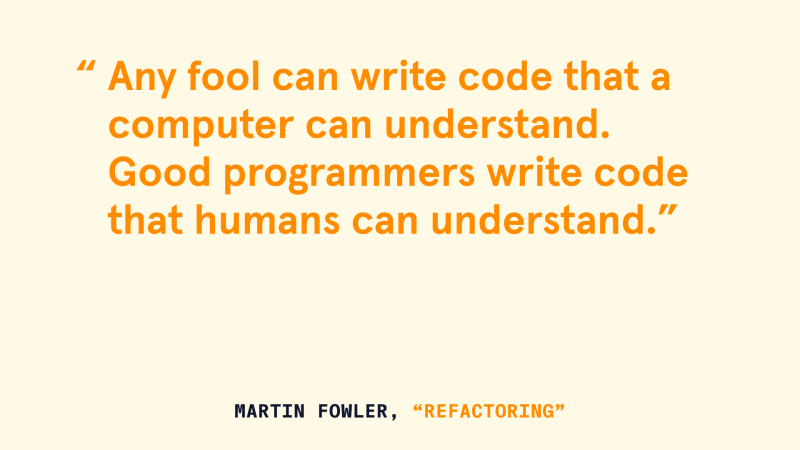 “ Any fool can write code that a
computer can understand.
Good programmers write code
that humans can understand.”
MARTIN FOWLER, “REFACTORING”